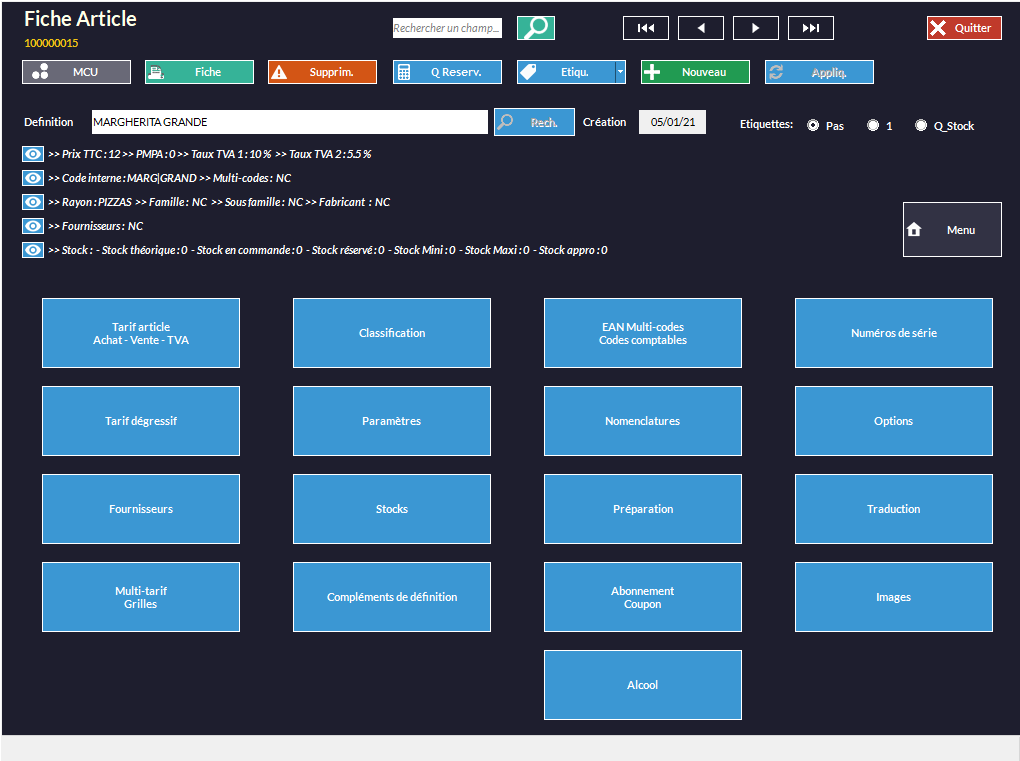 Fiche Article
100000015
Rechercher un champ...
Quitter
MCU
Fiche
Supprim.
Q Reserv.
Etiqu.
Nouveau
Appliq.
Definition
MARGHERITA GRANDE
Rech.
Création
05/01/21
Etiquettes:
Pas
1
Q_Stock
>> Prix TTC : 12 >> PMPA : 0 >> Taux TVA 1 : 10 % >> Taux TVA 2 : 5.5 %
>> Code interne : MARG|GRAND >> Multi-codes : NC
>> Rayon : PIZZAS >> Famille : NC >> Sous famille : NC >> Fabricant : NC
>> Fournisseurs : NC
>> Stock : - Stock théorique : 0 - Stock en commande : 0 - Stock réservé : 0 - Stock Mini : 0 - Stock Maxi : 0 - Stock appro : 0
Menu
Tarif article
Achat - Vente - TVA
Classification
EAN Multi-codes
Codes comptables
Numéros de série
Tarif dégressif
Paramètres
Nomenclatures
Options
Fournisseurs
Stocks
Préparation
Traduction
Multi-tarif
Grilles
Compléments de définition
Abonnement
Coupon
Images
Alcool